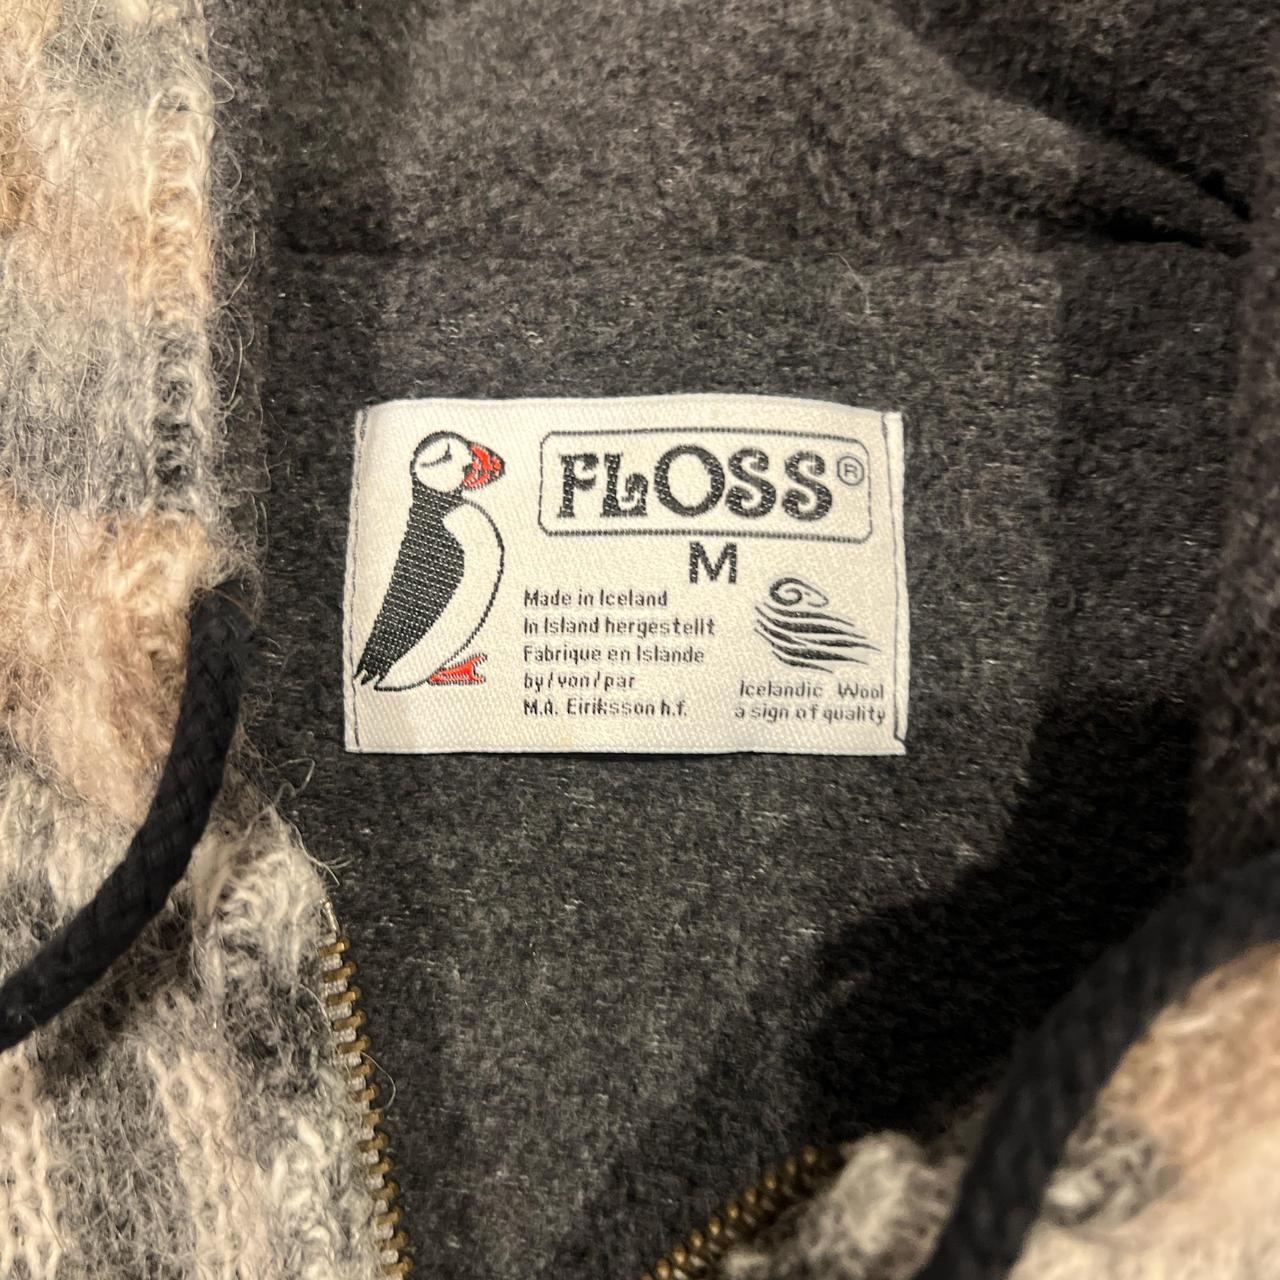 FLOSS®
M
Made in Iceland
In Island hergestellt
Fabrique en Islande
by/von/par
M.A. Eiriksson h.f.
Icelandic Wool
a sign of quality